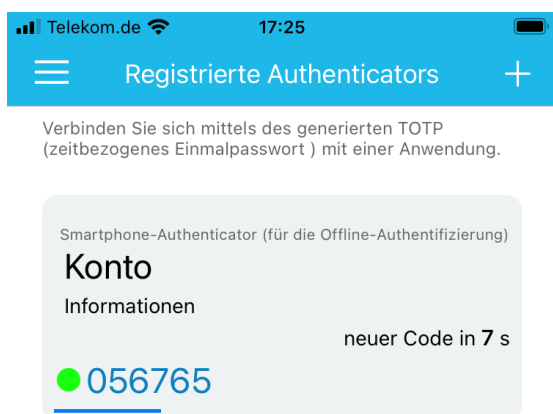 Telekom.de 17:25
Registrierte Authenticators
Verbinden Sie sich mittels des generierten TOTP
(zeitbezogenes Einmalpasswort ) mit einer Anwendung.
Smartphone-Authenticator (für die Offline-Authentifizierung)
Konto
Informationen
neuer Code in 7 s
056765